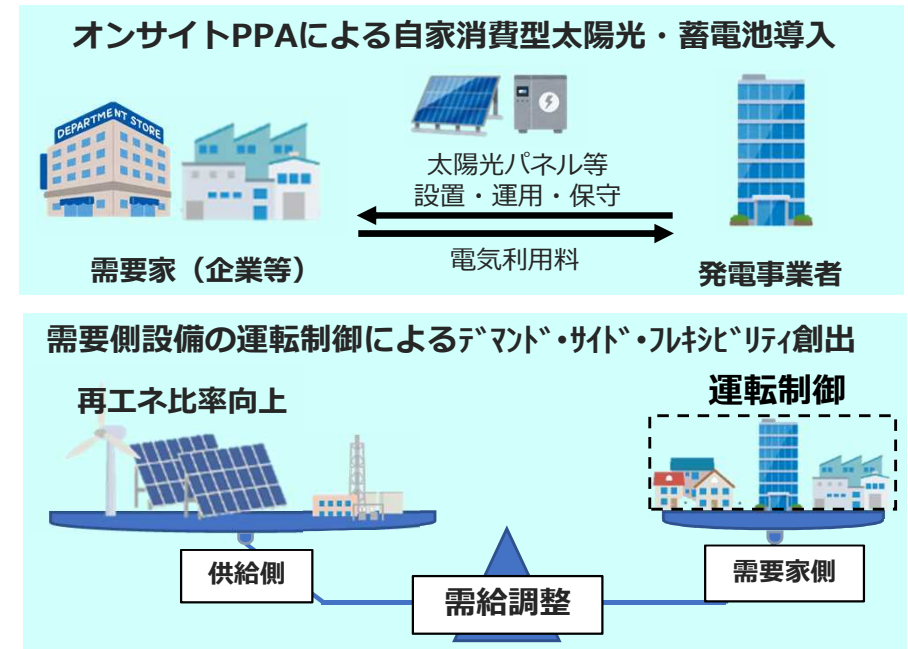 オンサイトPPAによる自家消費型太陽光・蓄電池導入
DEPARTMENT STORE
太陽光パネル等
設置・運用・保守
電気利用料
需要家（企業等）
発電事業者
需要側設備の運転制御によるﾃﾞﾏﾝﾄﾞ・ｻｲﾄﾞ・ﾌﾚｷｼﾋﾞﾘﾃｨ創出
再エネ比率向上
運転制御
供給側
需要家側
需給調整